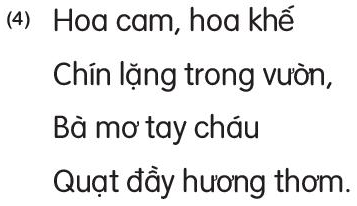 (4) Hoa cam, hoa khế
Chín lặng trong vườn,
Bà mơ tay cháu
Quạt đầy hương thơm.